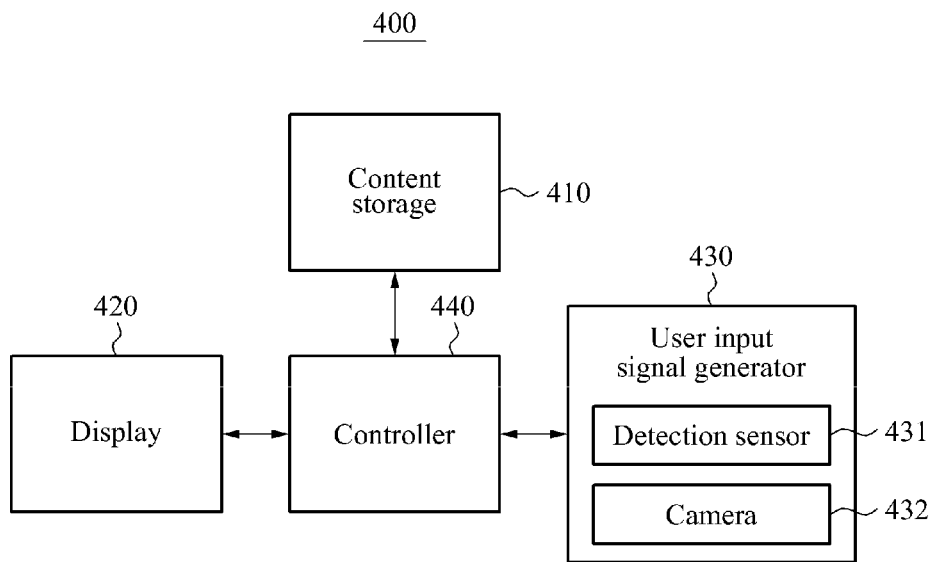 400
Content
storage
410
430
420
440
User input
signal generator
Display
Controller
Detection sensor
431
Camera
432